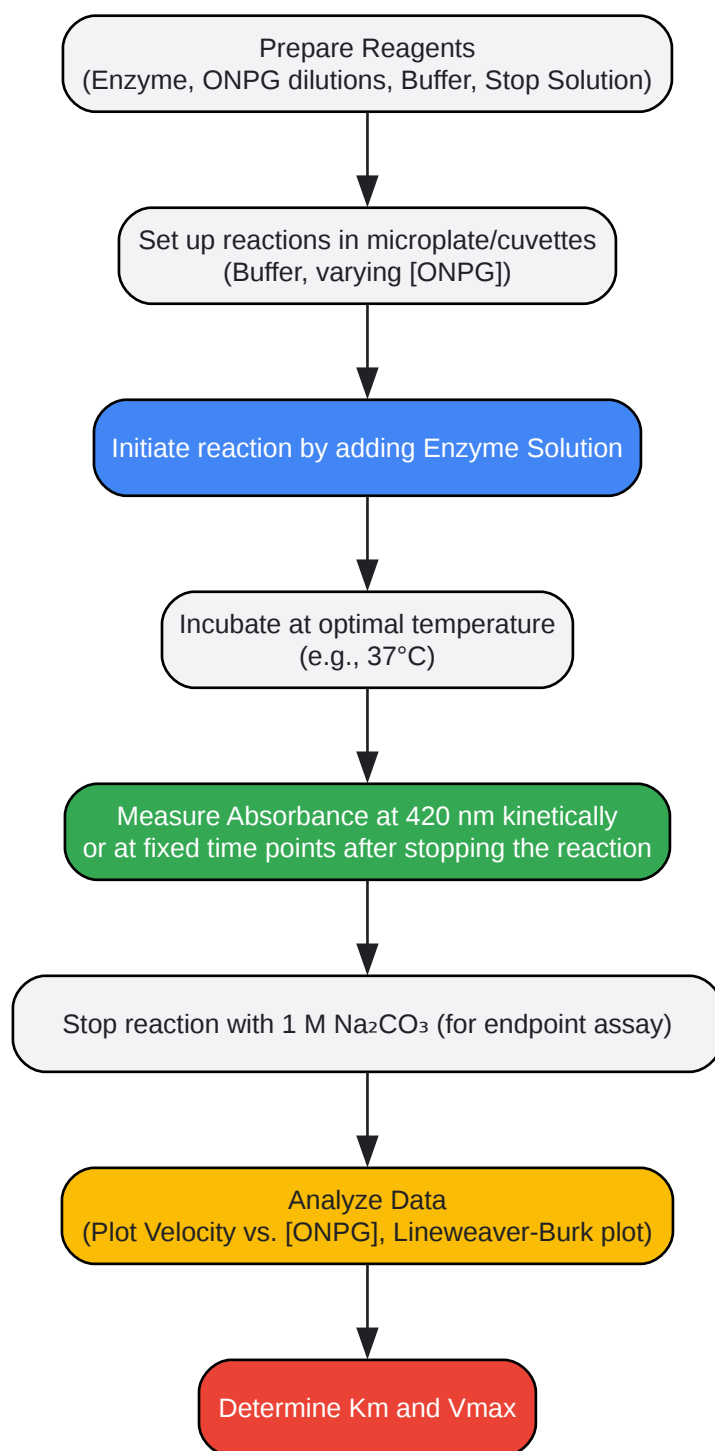 Prepare Reagents
(Enzyme, ONPG dilutions, Buffer, Stop Solution)
Set up reactions in microplate/cuvettes
(Buffer, varying [ONPG])
Initiate reaction by adding Enzyme Solution
Incubate at optimal temperature
(e.g., 37°C)
Measure Absorbance at 420 nm kinetically
or at fixed time points after stopping the reaction
Stop reaction with 1 M Na₂CO₃ (for endpoint assay)
Analyze Data
(Plot Velocity vs. [ONPG], Lineweaver-Burk plot)
Determine Km and Vmax